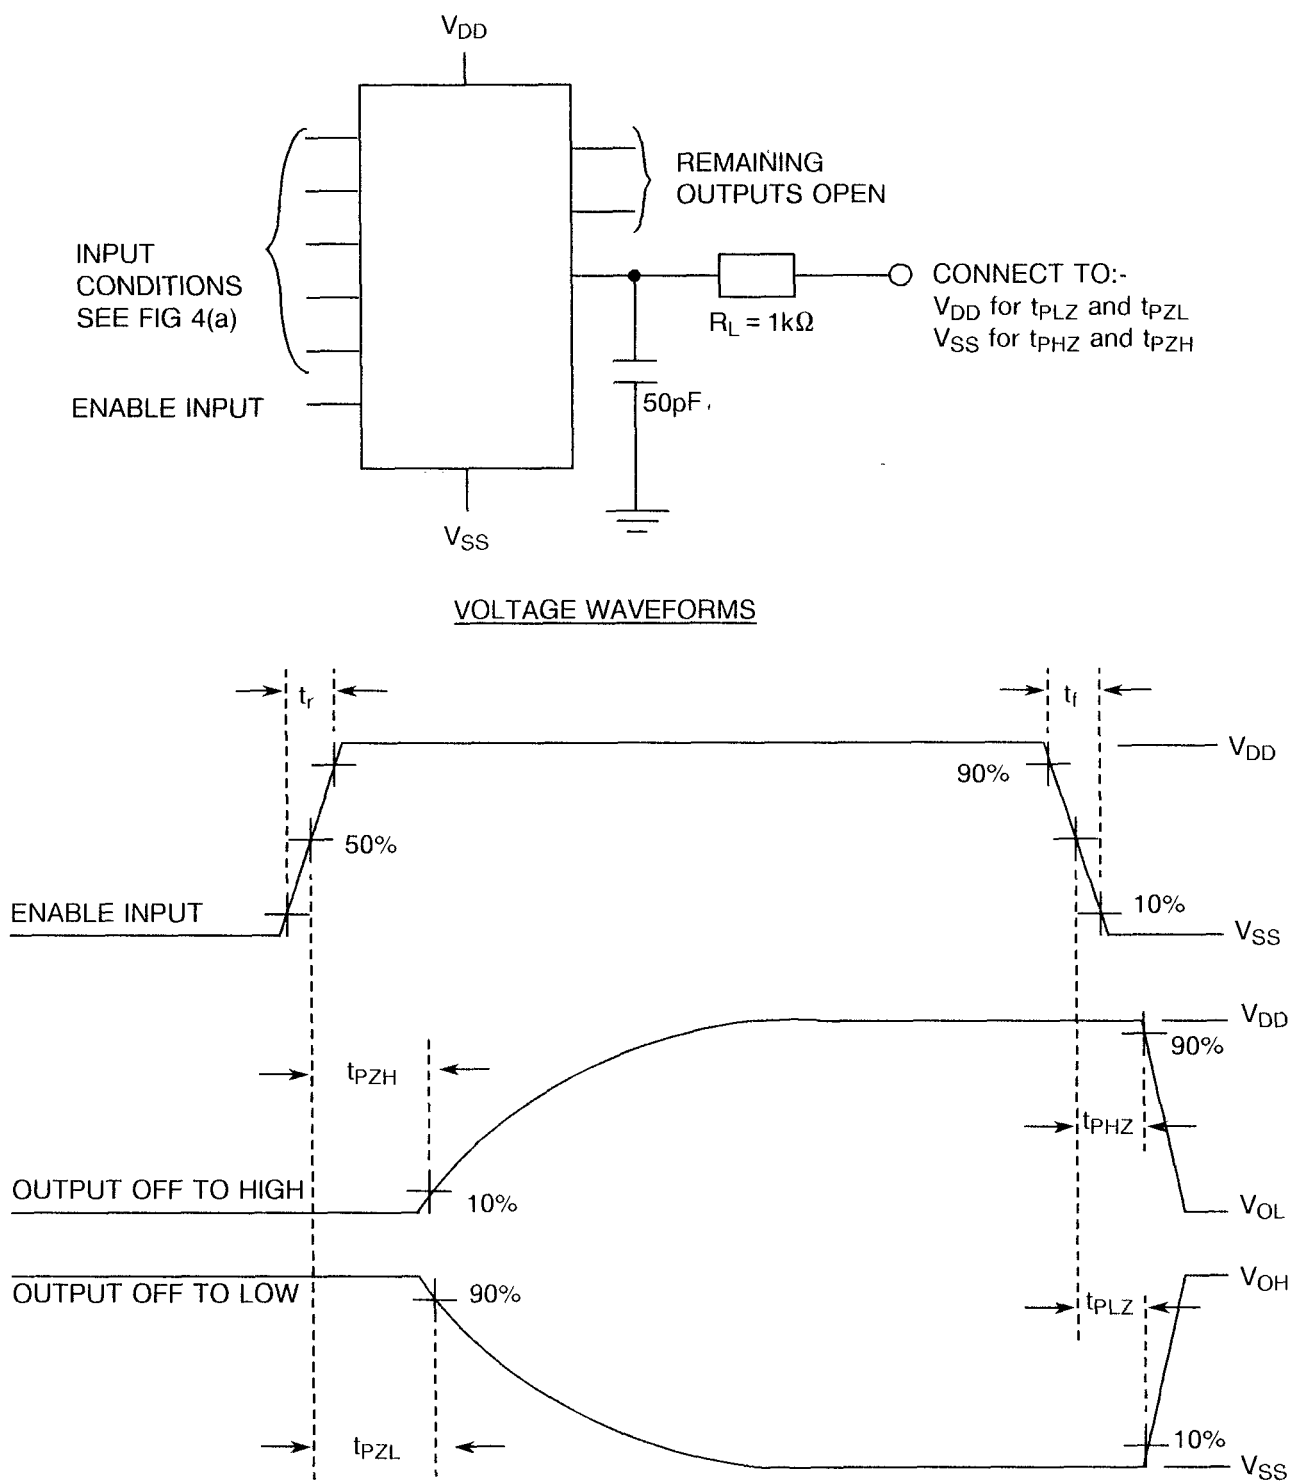 VDD
REMAINING
OUTPUTS OPEN
INPUT
CONDITIONS
SEE FIG 4(a)
CONNECT TO:-
VDD for tPLZ and tPZL
VSS for tPHZ and tPZH
RL = 1kΩ
ENABLE INPUT
50pF
VSS
VOLTAGE WAVEFORMS
tr
tf
VDD
90%
50%
ENABLE INPUT
10%
VSS
VDD
90%
tPZH
tPHZ
OUTPUT OFF TO HIGH
10%
VOL
OUTPUT OFF TO LOW
90%
VOH
tPLZ
tPZL
10%
VSS